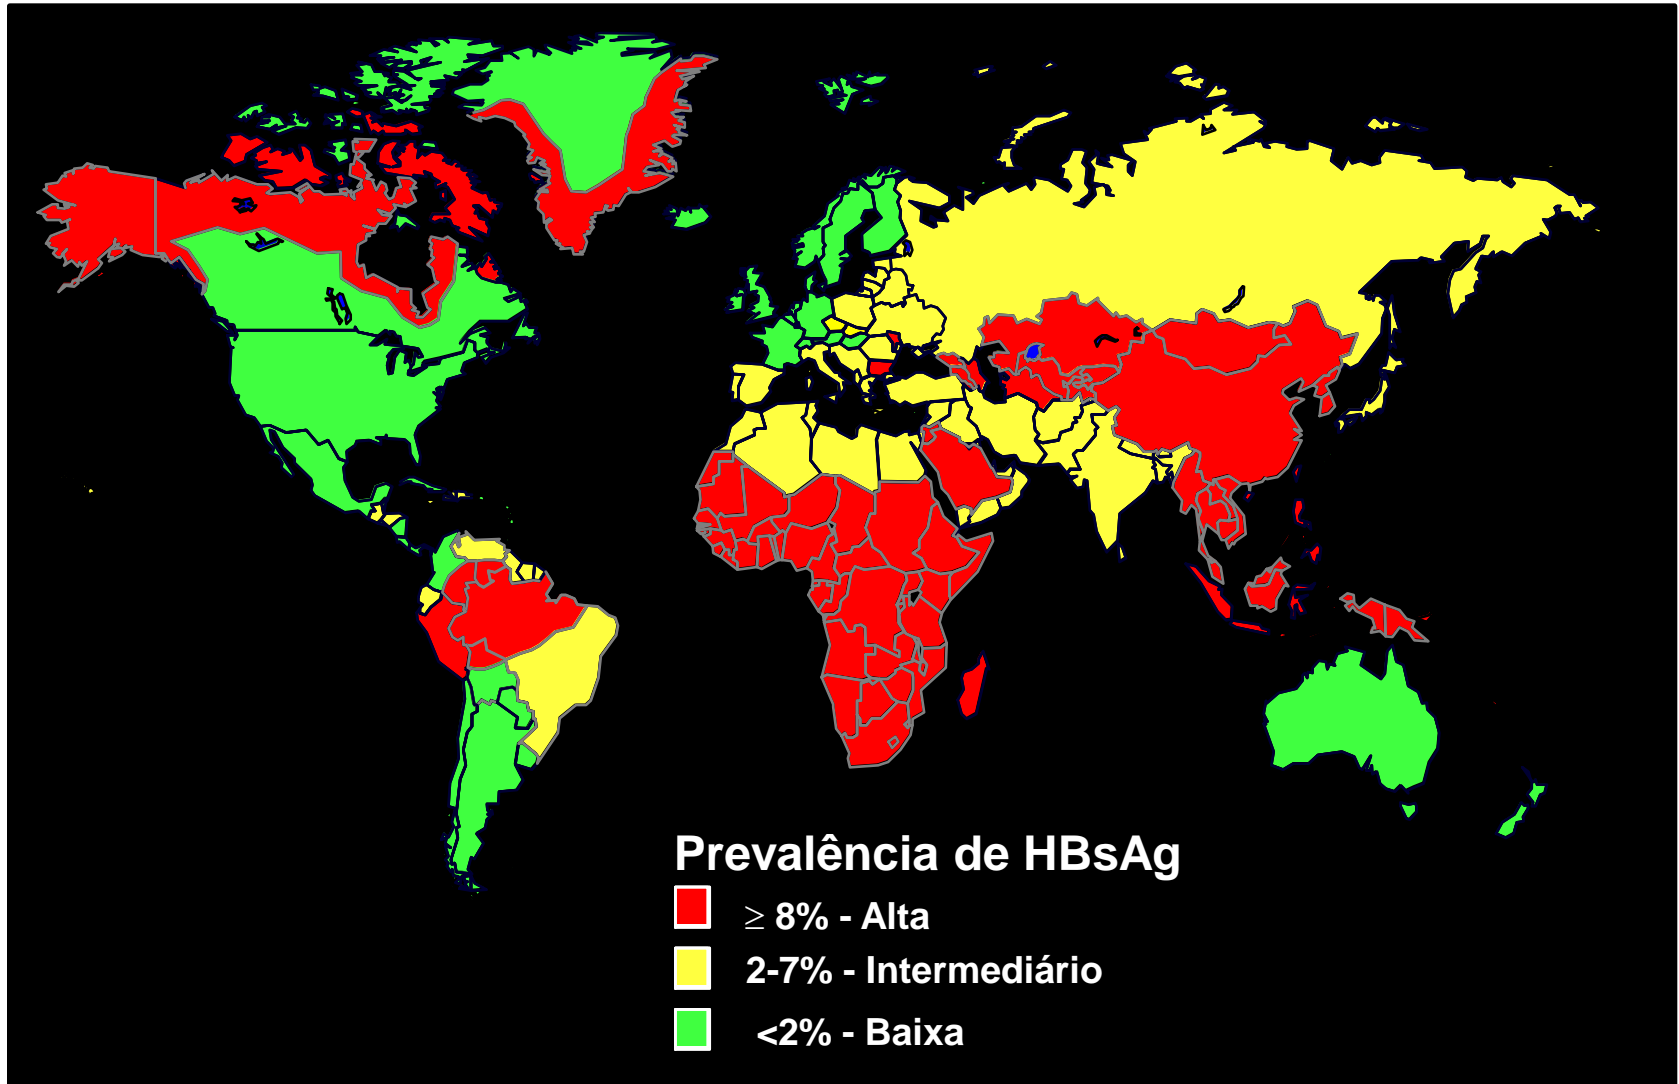 Prevalência de HBsAg
≥ 8% - Alta
2-7% - Intermediário
<2% - Baixa